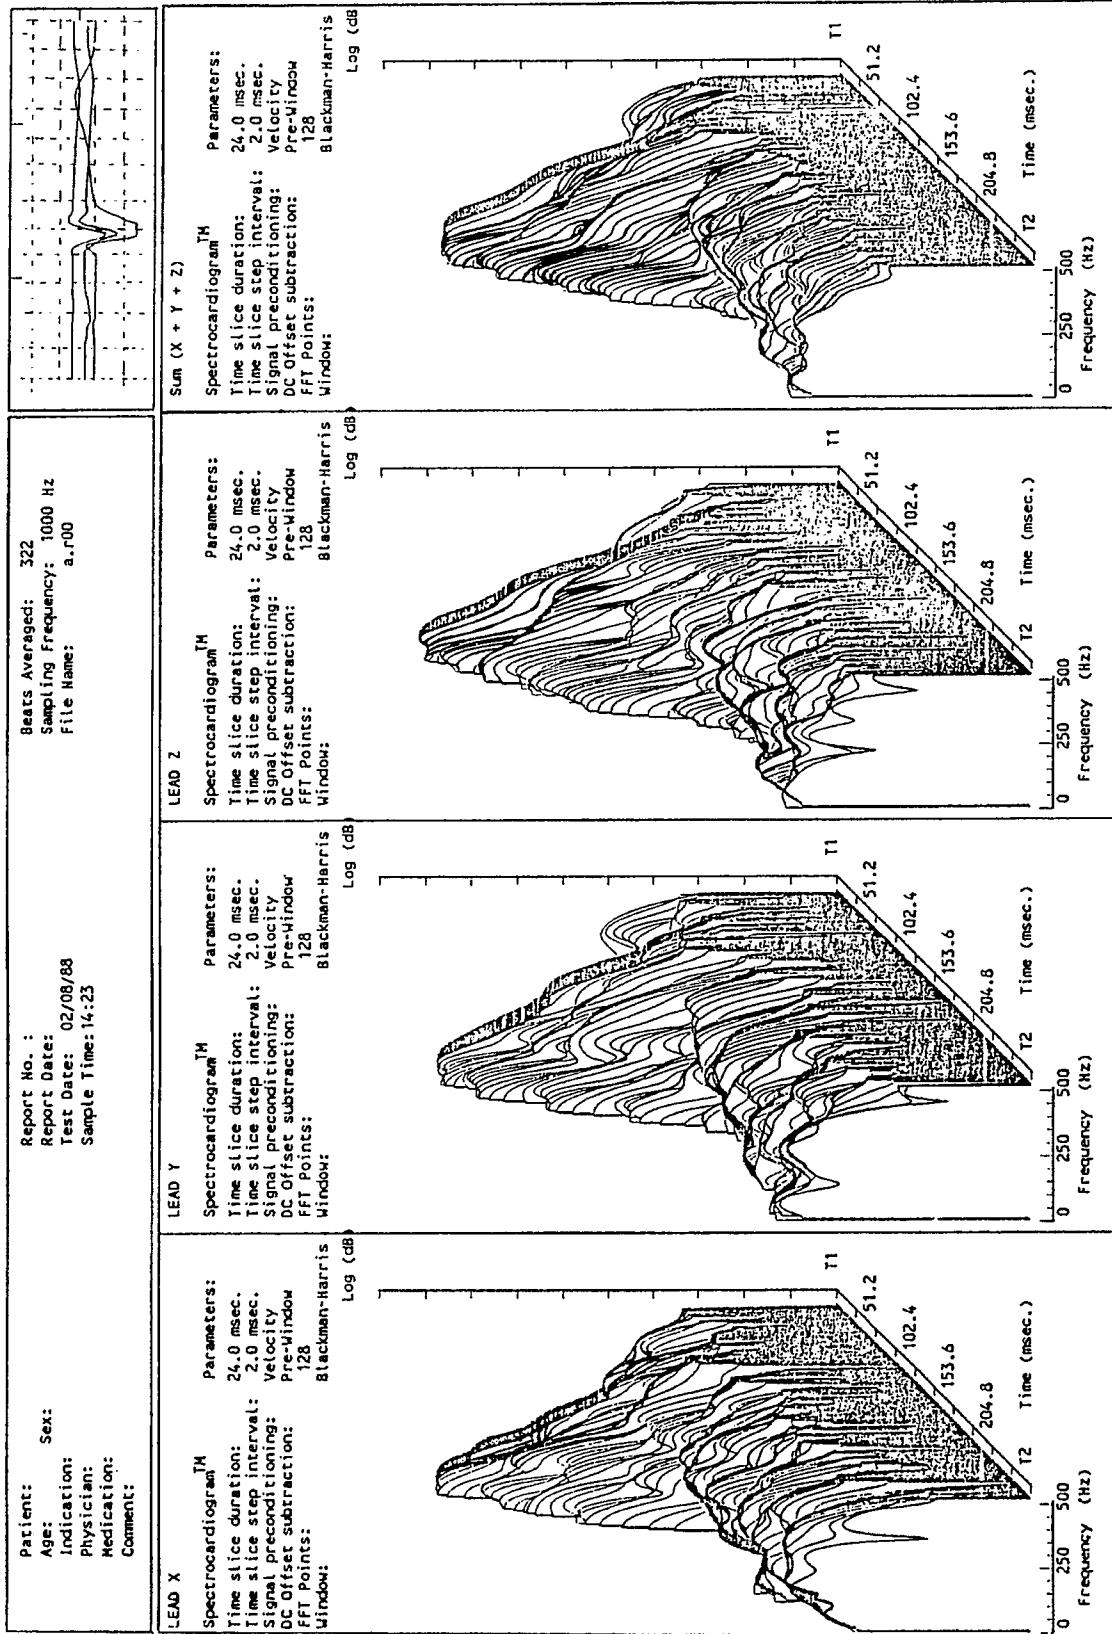 Patient:
Age: Sex:
Indication:
Physician:
Medication:
Comment:
Report No. :
Report Date:
Test Date: 02/08/88
Sample Time: 14:23
Beats Averaged: 322
Sampling Frequency: 1000 Hz
File Name: a.r00
LEAD X
Spectrocardiogram™ Parameters:
Time slice duration: 24.0 msec.
Time slice step interval: 2.0 msec.
Signal preconditioning: Velocity
DC Offset subtraction: Pre-Window
FFT Points: 128
Window: Blackman-Harris
Log (dB)
T1
51.2
102.4
153.6
204.8
T2 Time (msec.)
0 250 500
Frequency (Hz)
LEAD Y
Spectrocardiogram™ Parameters:
Time slice duration: 24.0 msec.
Time slice step interval: 2.0 msec.
Signal preconditioning: Velocity
DC Offset subtraction: Pre-Window
FFT Points: 128
Window: Blackman-Harris
Log (dB)
T1
51.2
102.4
153.6
204.8
T2 Time (msec.)
0 250 500
Frequency (Hz)
LEAD Z
Spectrocardiogram™ Parameters:
Time slice duration: 24.0 msec.
Time slice step interval: 2.0 msec.
Signal preconditioning: Velocity
DC Offset subtraction: Pre-Window
FFT Points: 128
Window: Blackman-Harris
Log (dB)
T1
51.2
102.4
153.6
204.8
T2 Time (msec.)
0 250 500
Frequency (Hz)
Sum (X + Y + Z)
Spectrocardiogram™ Parameters:
Time slice duration: 24.0 msec.
Time slice step interval: 2.0 msec.
Signal preconditioning: Velocity
DC Offset subtraction: Pre-Window
FFT Points: 128
Window: Blackman-Harris
Log (dB
T1
51.2
102.4
153.6
204.8
T2 Time (msec.)
0 250 500
Frequency (Hz)